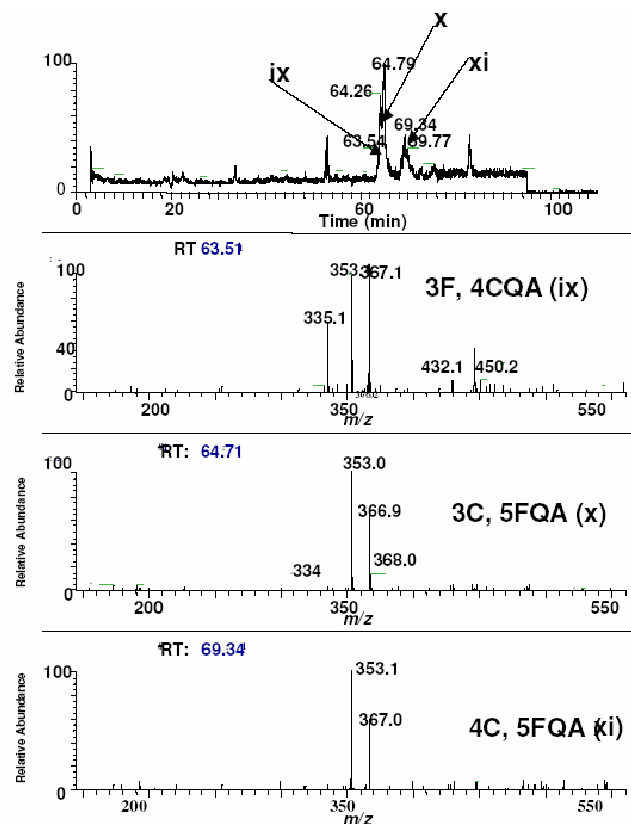 x
100
64.79
ix
xi
64.26
69.34
63.54
69.77
0
0 20 60 100
Time (min)
RT 63.51
Relative Abundance
100
353.1 367.1
3F, 4CQA (ix)
335.1
40
432.1 450.2
0
200 350 550
m/z
RT: 64.71
Relative Abundance
100
353.0
366.9
3C, 5FQA (x)
334
368.0
0
200 350 550
m/z
RT: 69.34
Relative Abundance
100
353.1
367.0
4C, 5FQA (xi)
0
200 350 550
m/z